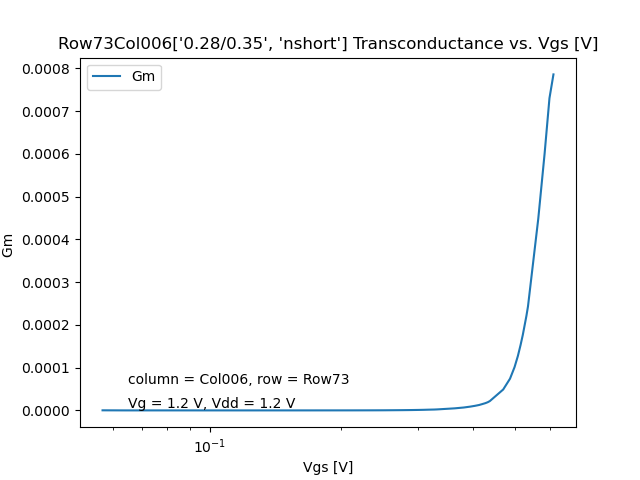 Row73Col006['0.28/0.35', 'nshort'] Transconductance vs. Vgs [V]
Gm
0.0008
0.0007
0.0006
0.0005
0.0004
0.0003
0.0002
0.0001
0.0000
Gm
column = Col006, row = Row73
Vg = 1.2 V, Vdd = 1.2 V
10⁻¹
Vgs [V]